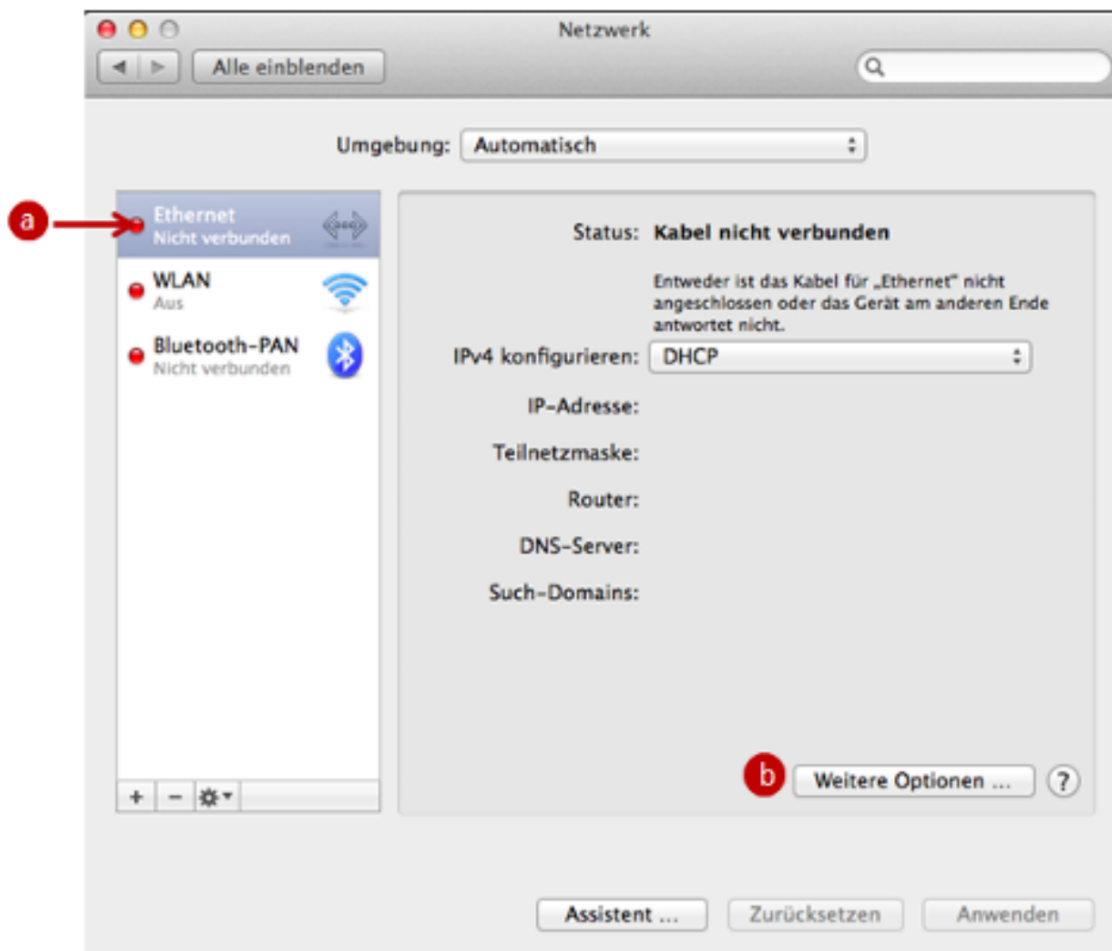 Netzwerk
Alle einblenden
Umgebung: Automatisch
a
Ethernet
Nicht verbunden
WLAN
Aus
Bluetooth-PAN
Nicht verbunden
Status: Kabel nicht verbunden
Entweder ist das Kabel für „Ethernet“ nicht
angeschlossen oder das Gerät am anderen Ende
antwortet nicht.
IPv4 konfigurieren: DHCP
IP-Adresse:
Teilnetzmaske:
Router:
DNS-Server:
Such-Domains:
b Weitere Optionen ... ?
+ −
Assistent ... Zurücksetzen Anwenden